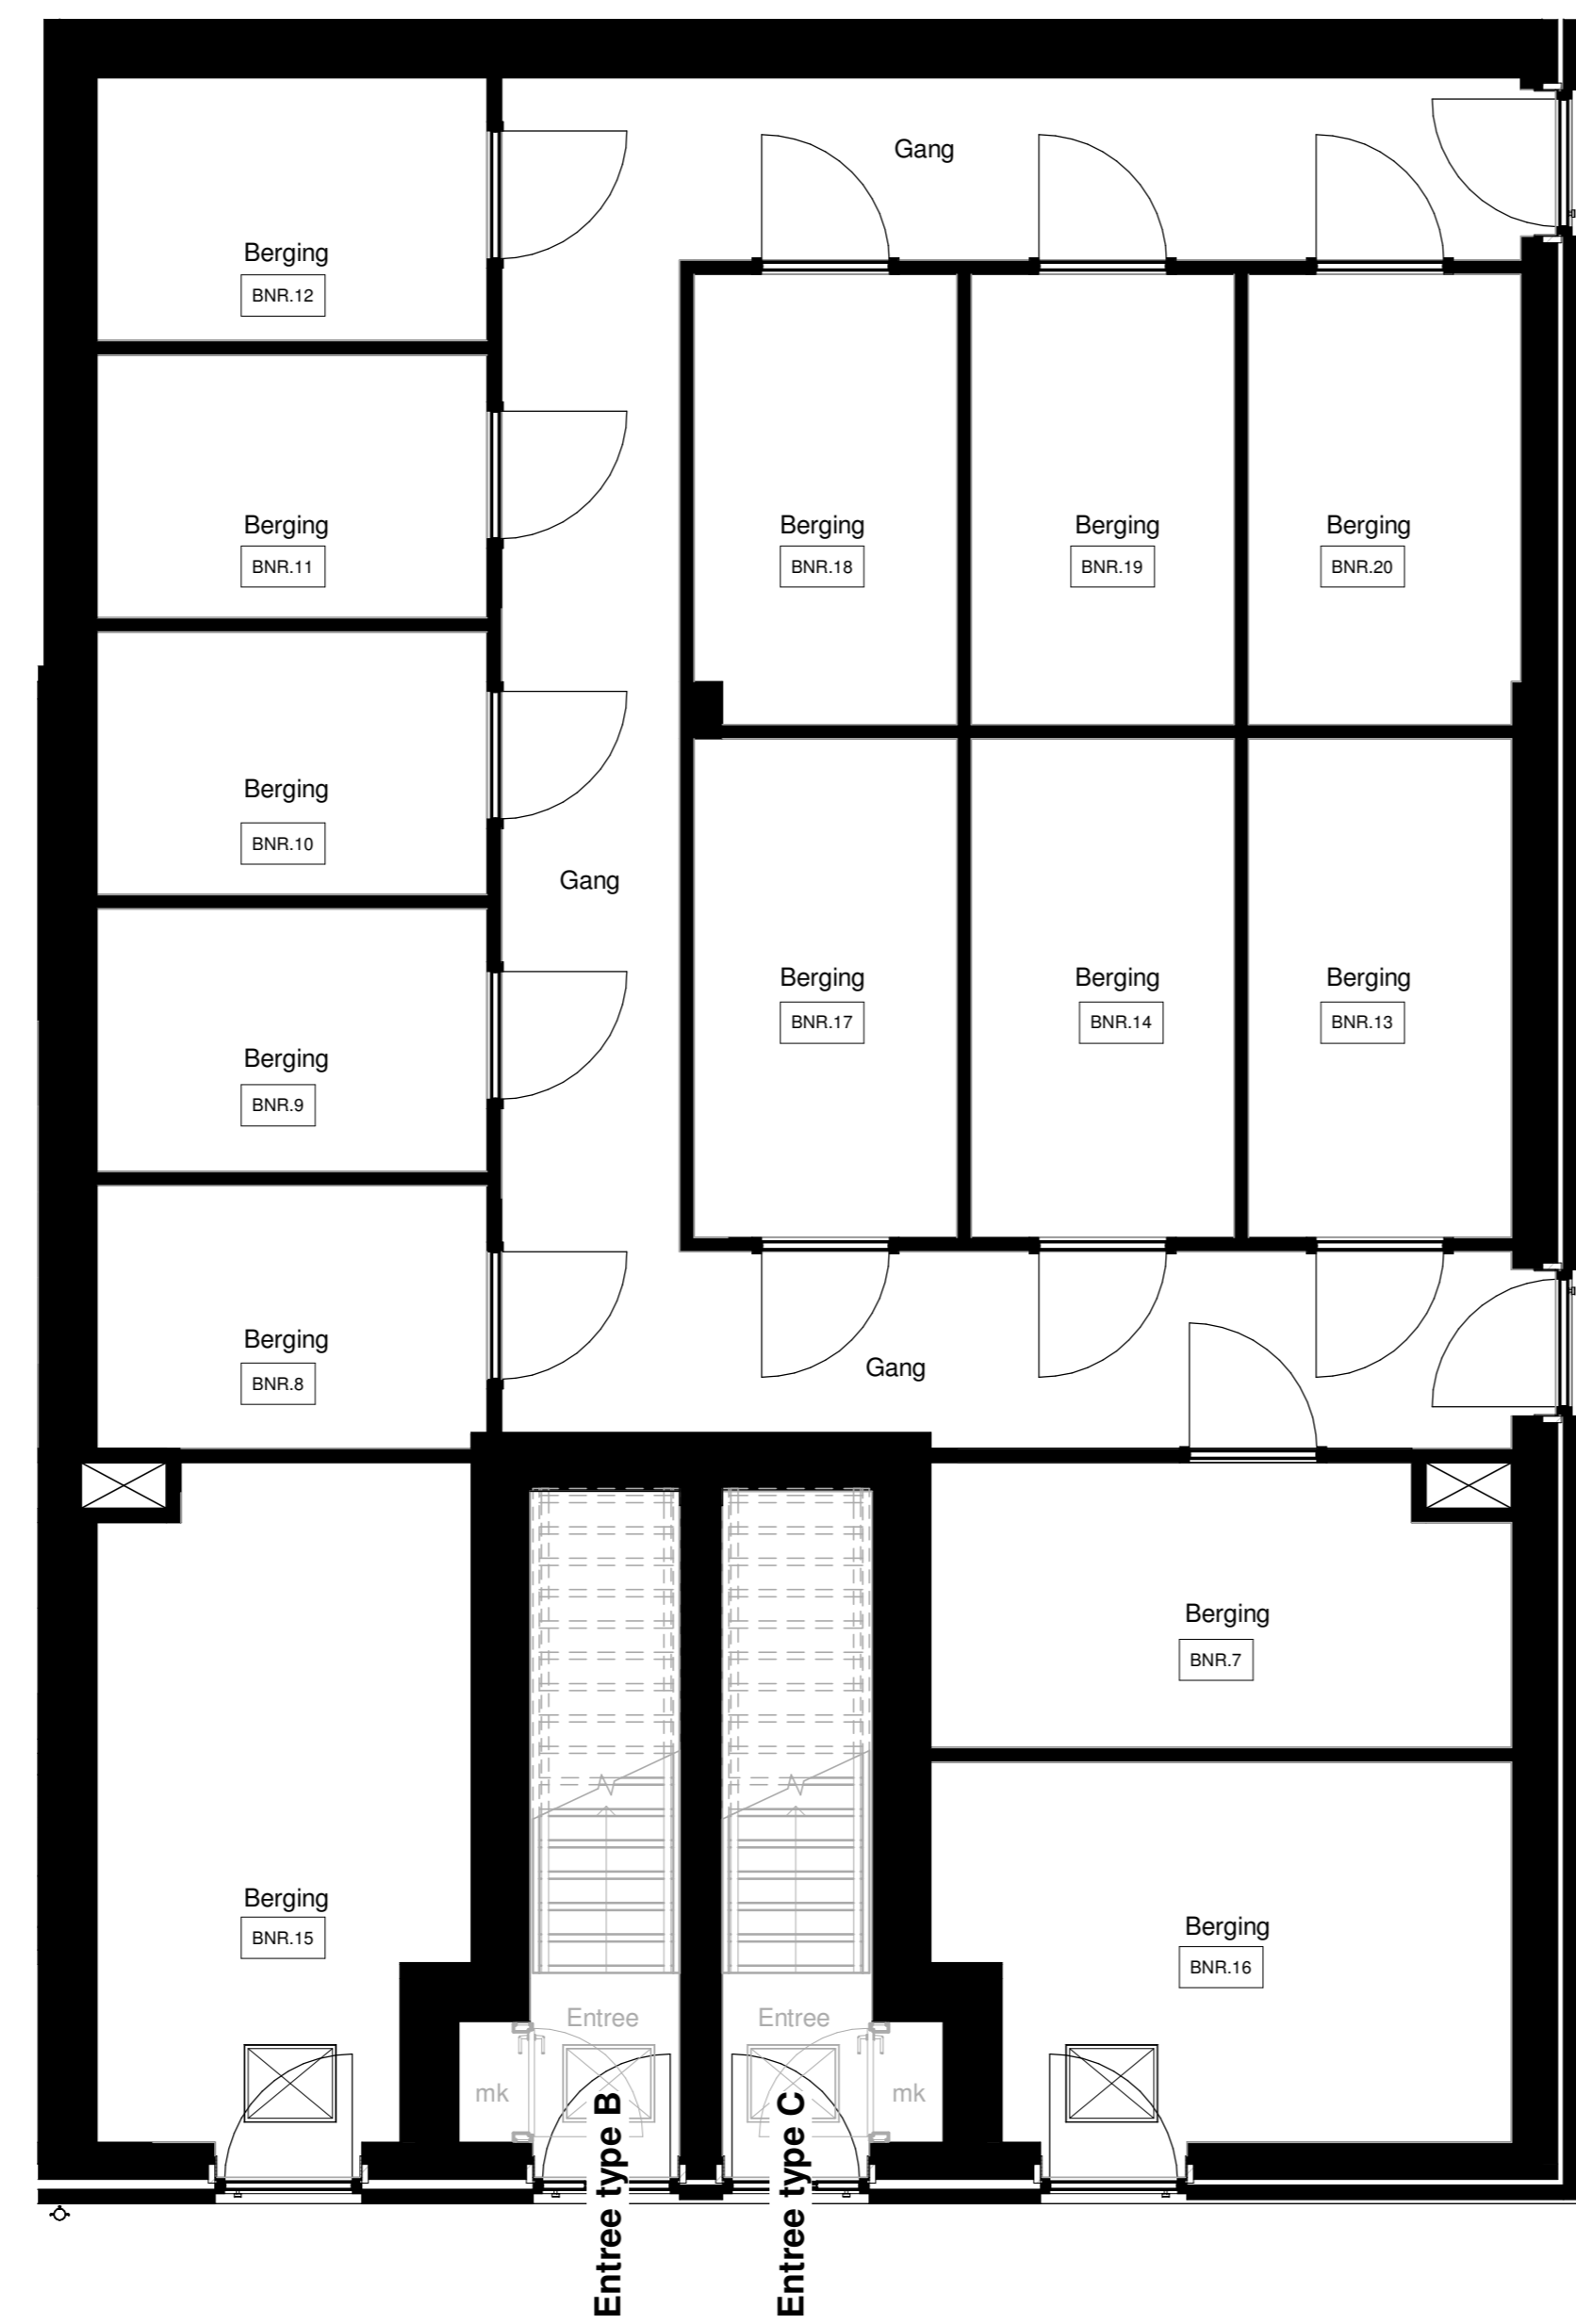 Gang
Berging
BNR.12
Berging
BNR.11
Berging
BNR.18
Berging
BNR.19
Berging
BNR.20
Berging
BNR.10
Gang
Berging
BNR.9
Berging
BNR.17
Berging
BNR.14
Berging
BNR.13
Berging
BNR.8
Gang
Berging
BNR.7
Berging
BNR.15
Berging
BNR.16
Entree
Entree
mk
mk
Entree type B
Entree type C